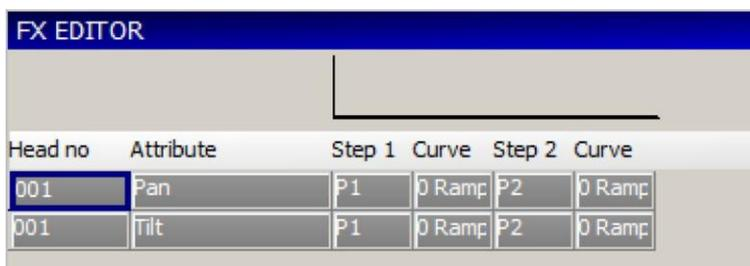 FX EDITOR
Head no Attribute Step 1 Curve Step 2 Curve
001 Pan P1 0 Ramp P2 0 Ramp
001 Tilt P1 0 Ramp P2 0 Ramp